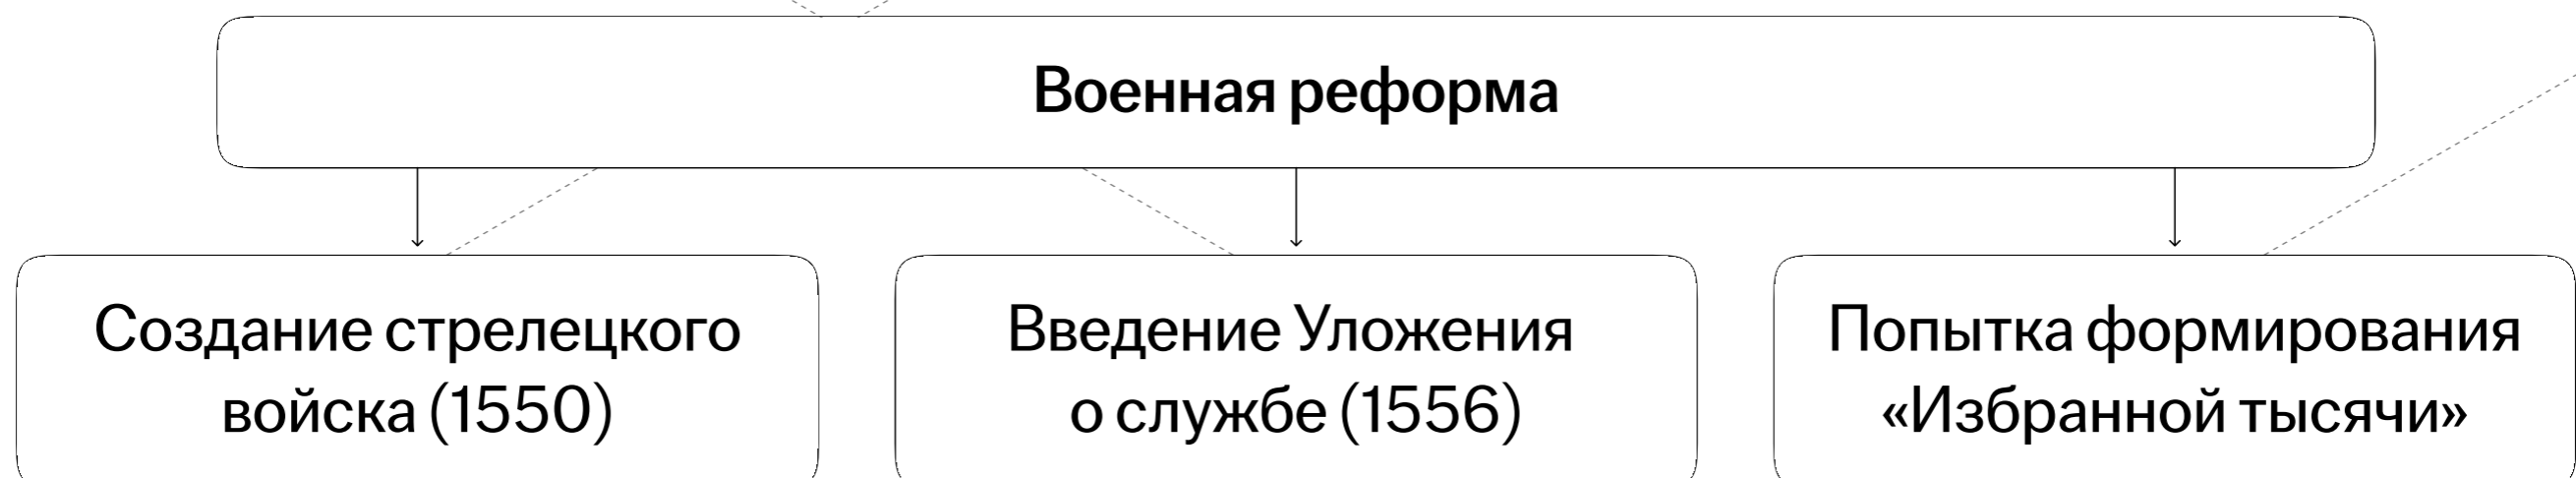 Военная реформа
Создание стрелецкого
войска (1550)
Введение Уложения
о службе (1556)
Попытка формирования
«Избранной тысячи»